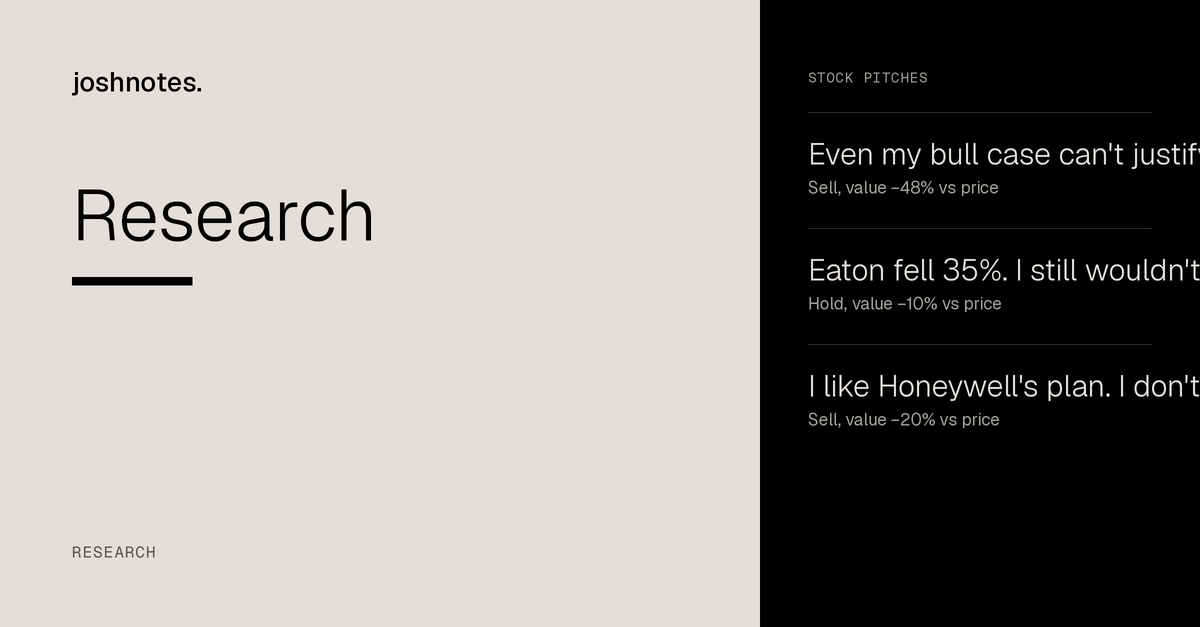 joshnotes.
Research
RESEARCH
STOCK PITCHES
Even my bull case can't
Sell, value −48% vs price
Eaton fell 35%. I still wouldn't
Hold, value −10% vs price
I like Honeywell's plan. I don't
Sell, value −20% vs price